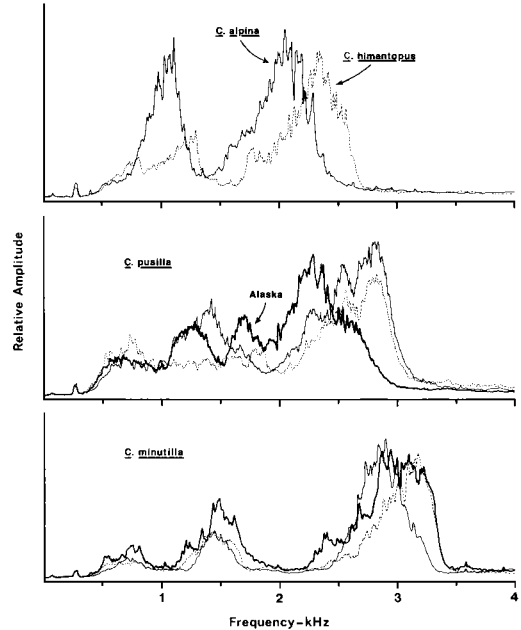 C. alpina
C. himantopus
C. pusilla
Alaska
Relative Amplitude
C. minutilla
1 2 3 4
Frequency-kHz